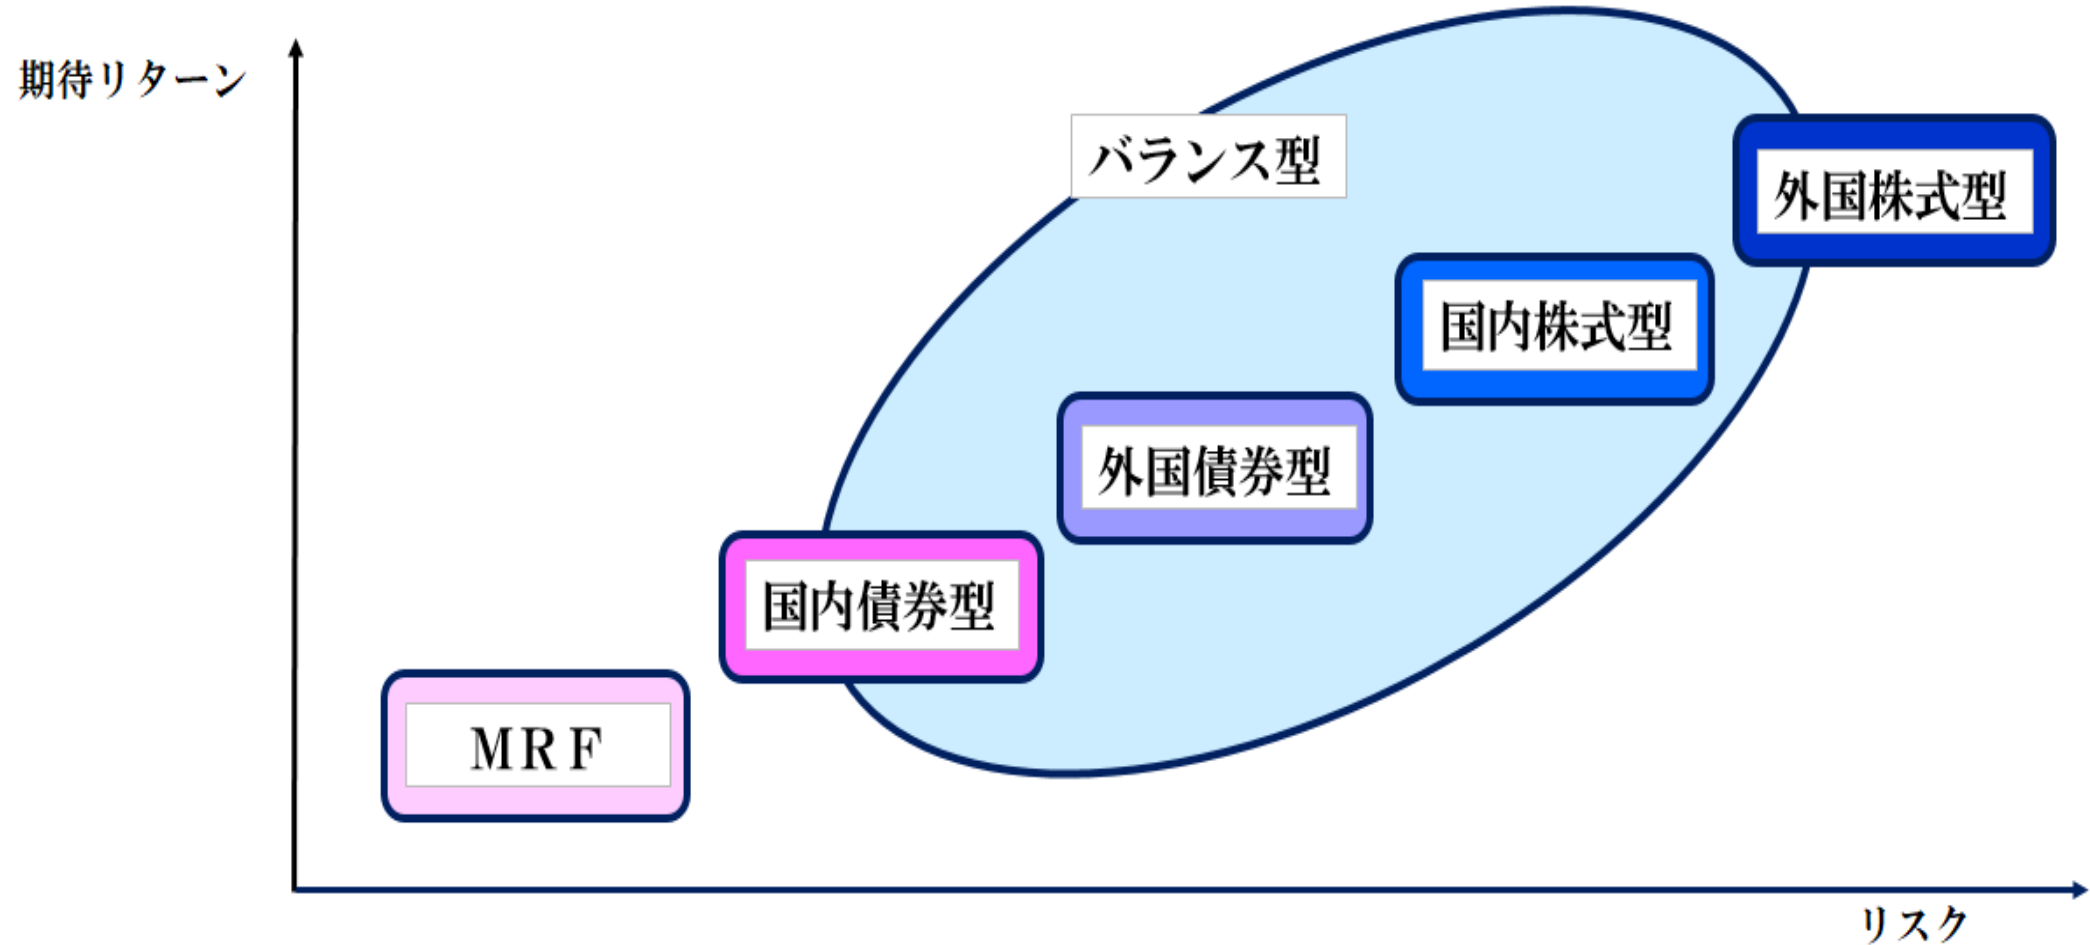 期待リターン
バランス型
外国株式型
国内株式型
外国債券型
国内債券型
ＭＲＦ
リスク